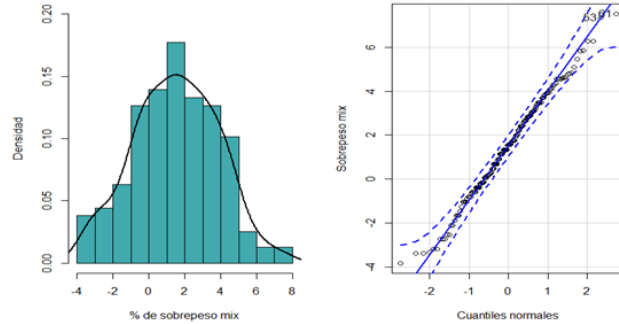 Densidad
0.20
0.15
0.10
0.05
0.00
-4 -2 0 2 4 6 8
% de sobrepeso mix
Sobrepeso mix
6
4
2
0
-2
-4
-2 -1 0 1 2
Cuantiles normales